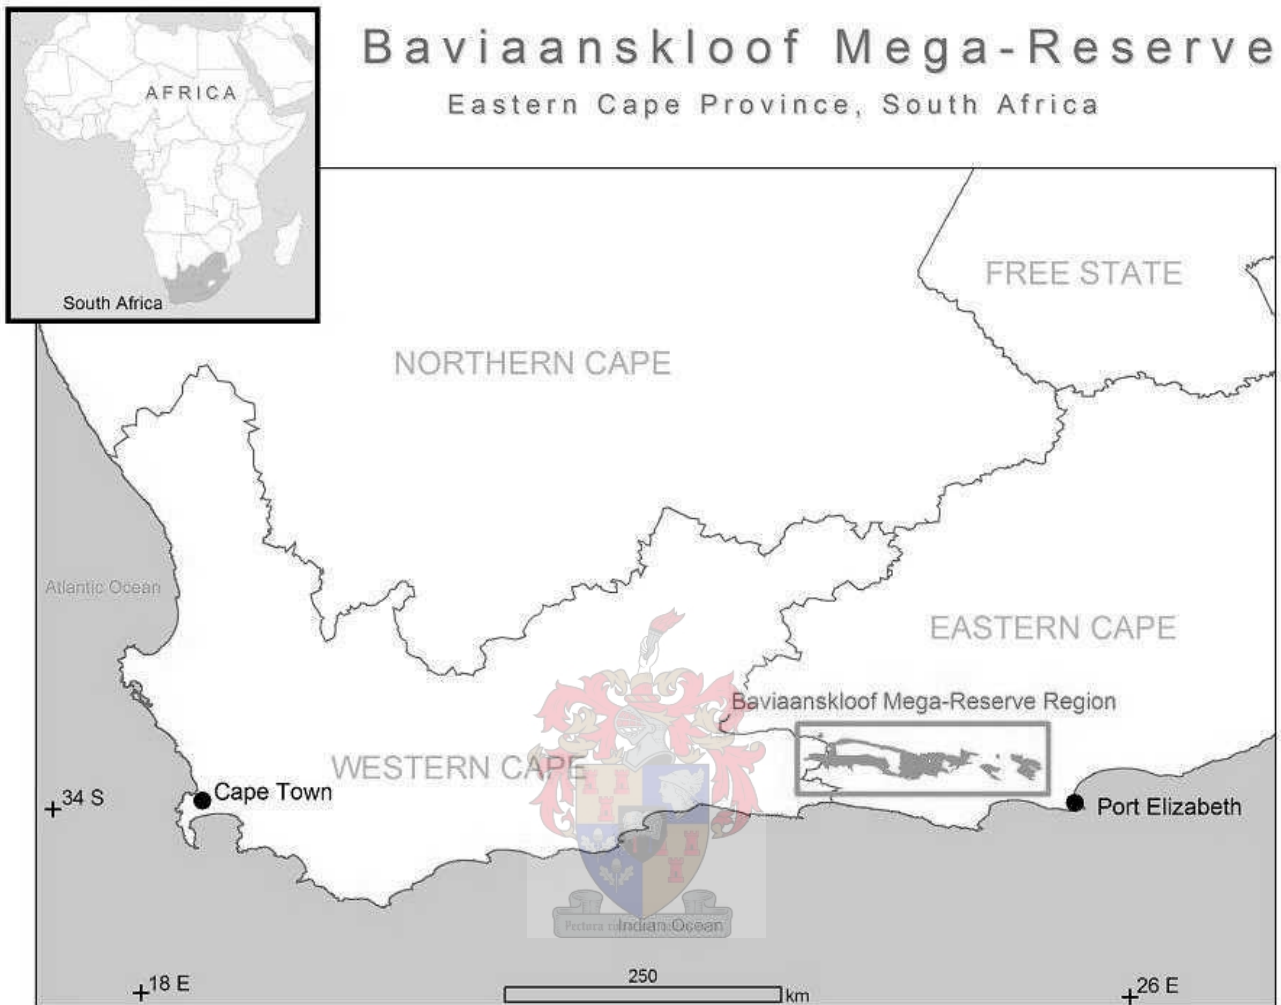 Baviaanskloof Mega-Reserve
Eastern Cape Province, South Africa
AFRICA
South Africa
FREE STATE
NORTHERN CAPE
Atlantic Ocean
EASTERN CAPE
Baviaanskloof Mega-Reserve Region
WESTERN CAPE
Cape Town
34 S
Port Elizabeth
Indian Ocean
18 E
250
km
26 E